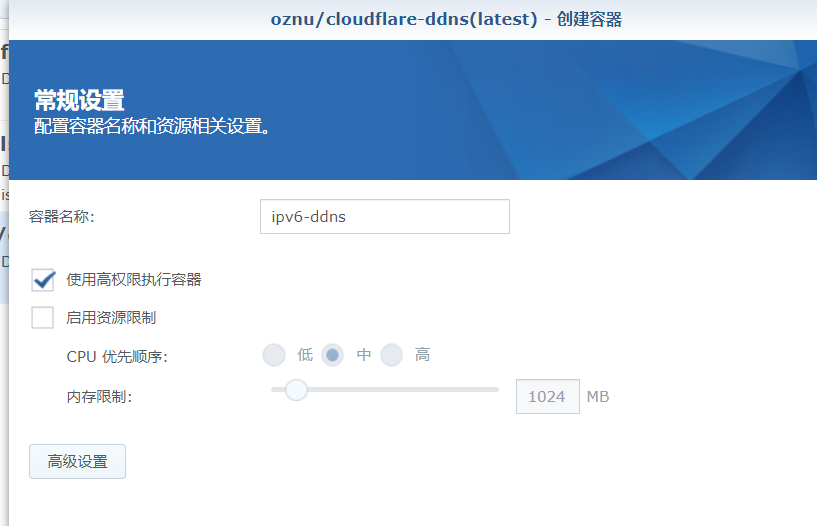 oznu/cloudflare-ddns(latest) - 创建容器
常规设置
配置容器名称和资源相关设置。
容器名称:
ipv6-ddns
使用高权限执行容器
启用资源限制
CPU 优先顺序:
低 中 高
内存限制:
1024 MB
高级设置